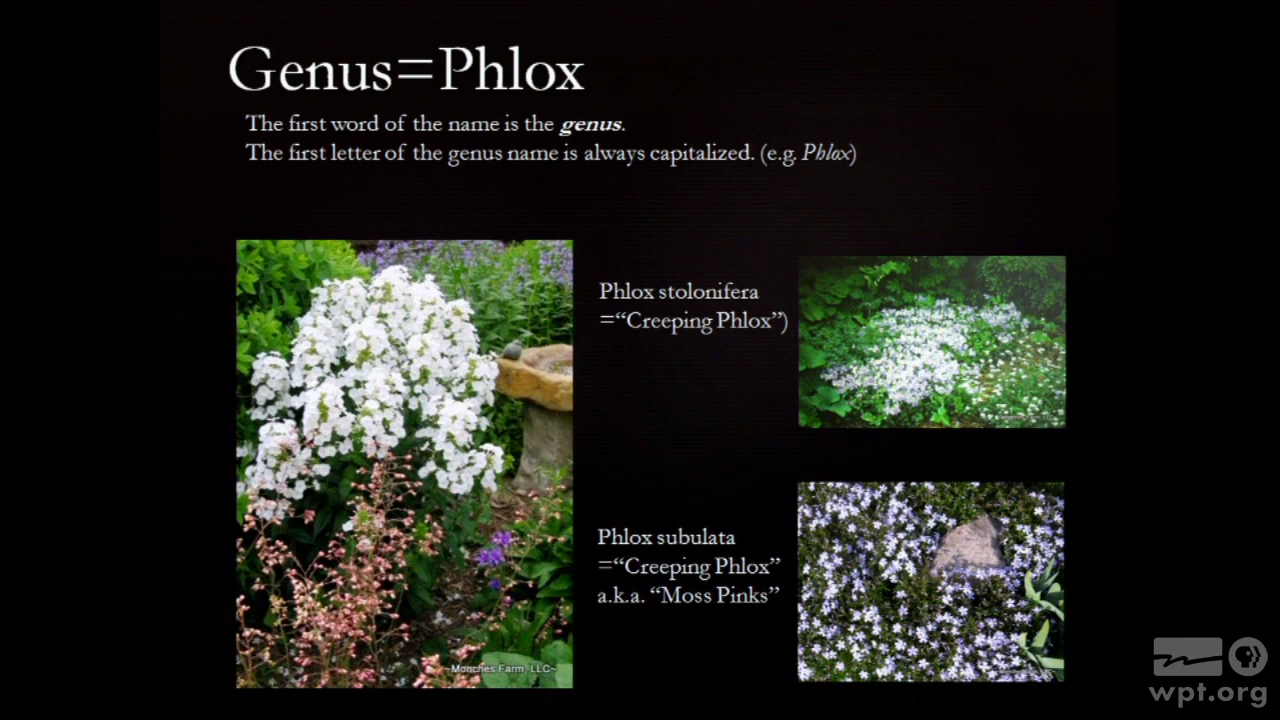 Genus=Phlox
The first word of the name is the genus.
The first letter of the genus name is always capitalized. (e.g. Phlox)
Phlox stolonifera
=“Creeping Phlox”)
Phlox subulata
=“Creeping Phlox”
a.k.a. “Moss Pinks”
~Monches Farm, LLC~
wpt.org